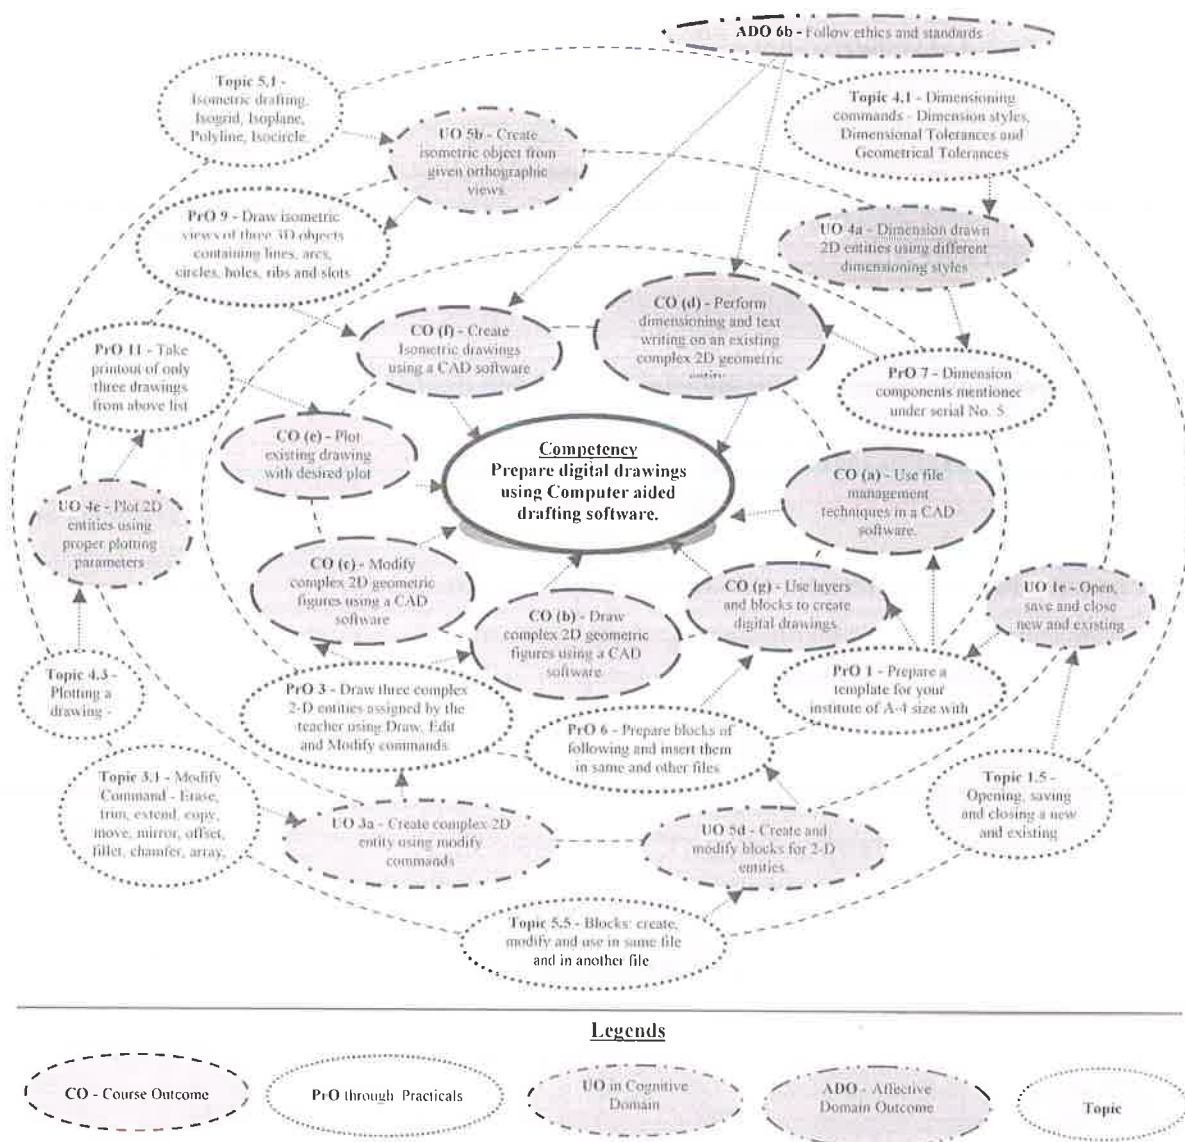 ADO 6b - Follow ethics and standards
Topic 5.1 -
Isometric drafting,
Isogrid, Isoplane,
Polyline, Isocircle.
UO 5b - Create
isometric object from
given orthographic
views.
Topic 4.1 - Dimensioning
commands - Dimension styles,
Dimensional Tolerances and
Geometrical Tolerances
PrO 9 - Draw isometric
views of three 3D objects
containing lines, arcs,
circles, holes, ribs and slots
UO 4a - Dimension drawn
2D entities using different
dimensioning styles
CO (f) - Create
Isometric drawings
using a CAD software
CO (d) - Perform
dimensioning and text
writing on an existing
complex 2D geometric
entity
PrO 11 - Take
printout of only
three drawings
from above list
PrO 7 - Dimension
components mentioned
under serial No. 5
CO (e) - Plot
existing drawing
with desired plot
Competency
Prepare digital drawings
using Computer aided
drafting software.
CO (a) - Use file
management
techniques in a CAD
software.
UO 4e - Plot 2D
entities using
proper plotting
parameters
CO (c) - Modify
complex 2D geometric
figures using a CAD
software
CO (b) - Draw
complex 2D geometric
figures using a CAD
software
CO (g) - Use layers
and blocks to create
digital drawings
UO 1e - Open,
save and close
new and existing
Topic 4.3 -
Plotting a
drawing -
PrO 3 - Draw three complex
2-D entities assigned by the
teacher using Draw, Edit
and Modify commands
PrO 6 - Prepare blocks of
following and insert them
in same and other files
PrO 1 - Prepare a
template for your
institute of A-4 size with
Topic 3.1 - Modify
Command - Erase,
trim, extend, copy,
move, mirror, offset,
fillet, chamfer, array,
UO 3a - Create complex 2D
entity using modify
commands
UO 5d - Create and
modify blocks for 2-D
entities.
Topic 1.5 -
Opening, saving
and closing a new
and existing
Topic 5.5 - Blocks: create,
modify and use in same file
and in another file
Legends
CO - Course Outcome
PrO through Practicals
UO in Cognitive
Domain
ADO - Affective
Domain Outcome
Topic